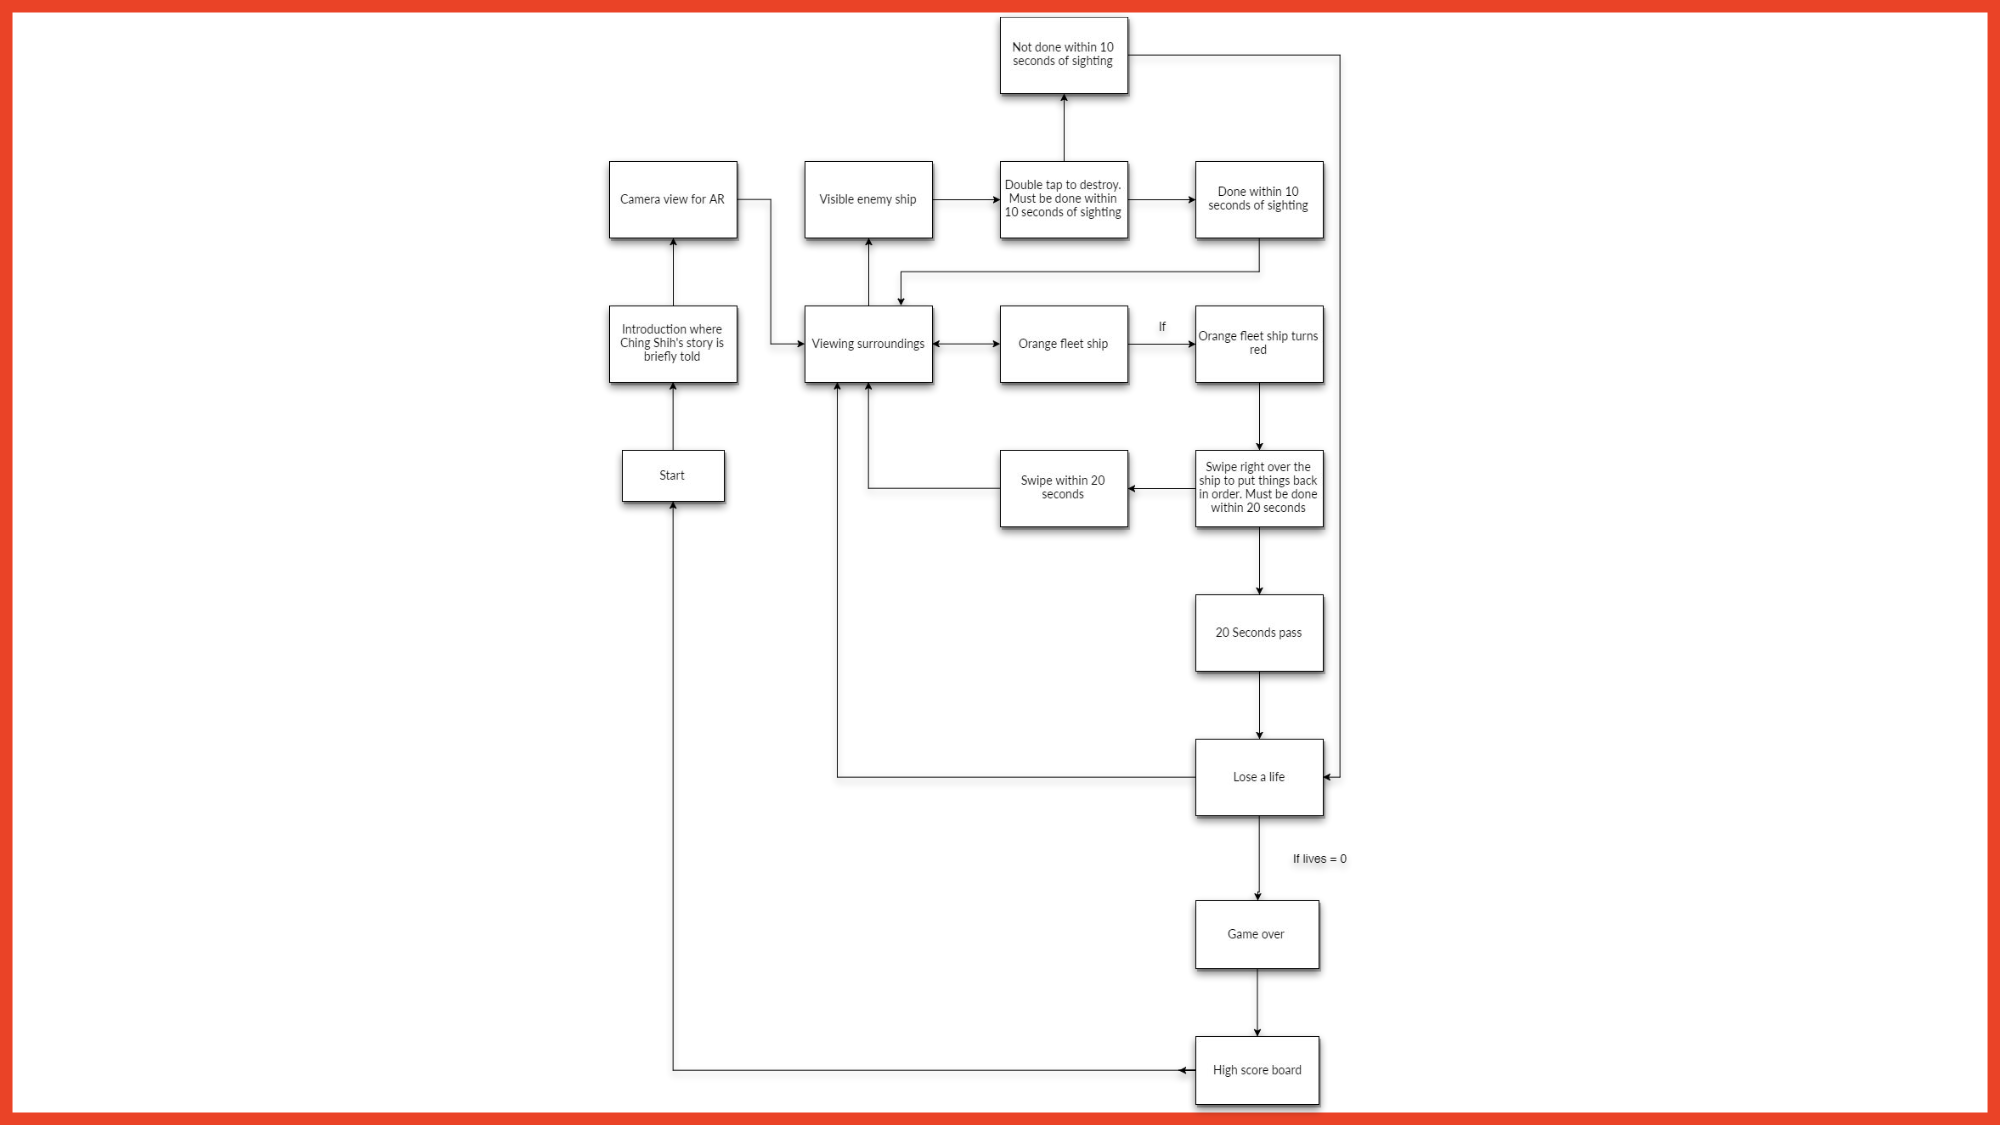 Not done within 10
seconds of sighting
Camera view for AR
Visible enemy ship
Double tap to destroy.
Must be done within
10 seconds of sighting
Done within 10
seconds of sighting
Introduction where
Ching Shih's story is
briefly told
Viewing surroundings
Orange fleet ship
If
Orange fleet ship turns
red
Start
Swipe within 20
seconds
Swipe right over the
ship to put things back
in order. Must be done
within 20 seconds
20 Seconds pass
Lose a life
If lives = 0
Game over
High score board